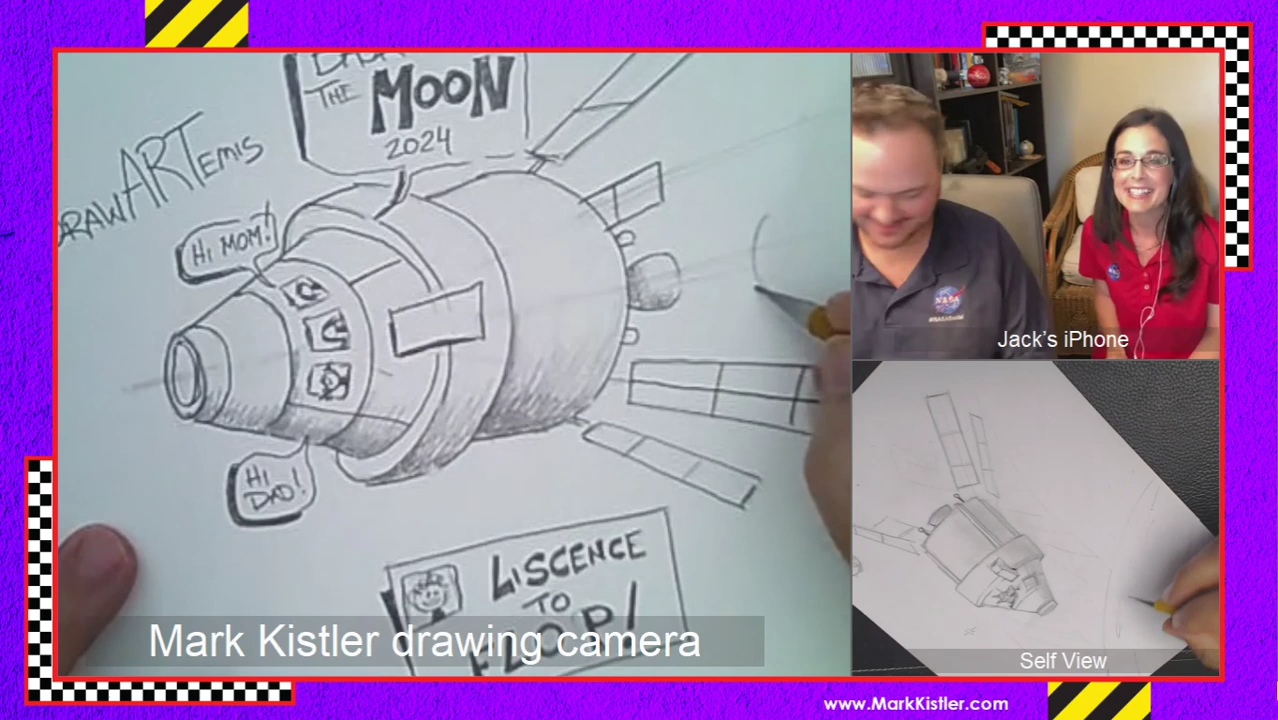 THE
MOON
2024
DRAWARTEMIS
HI MOM!
HI
DAD!
LISCENCE
TO
Mark Kistler drawing camera
NASA
Jack's iPhone
Self View
www.MarkKistler.com